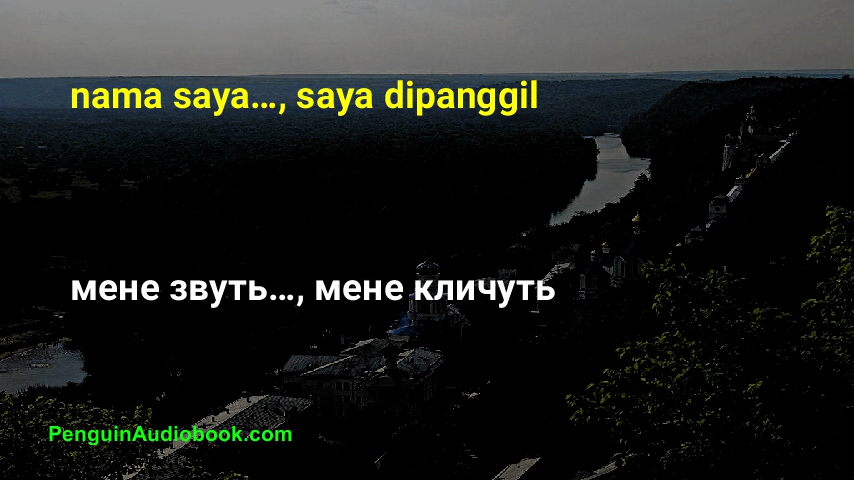 nama saya…, saya dipanggil
мене звуть…, мене кличуть
PenguinAudiobook.com